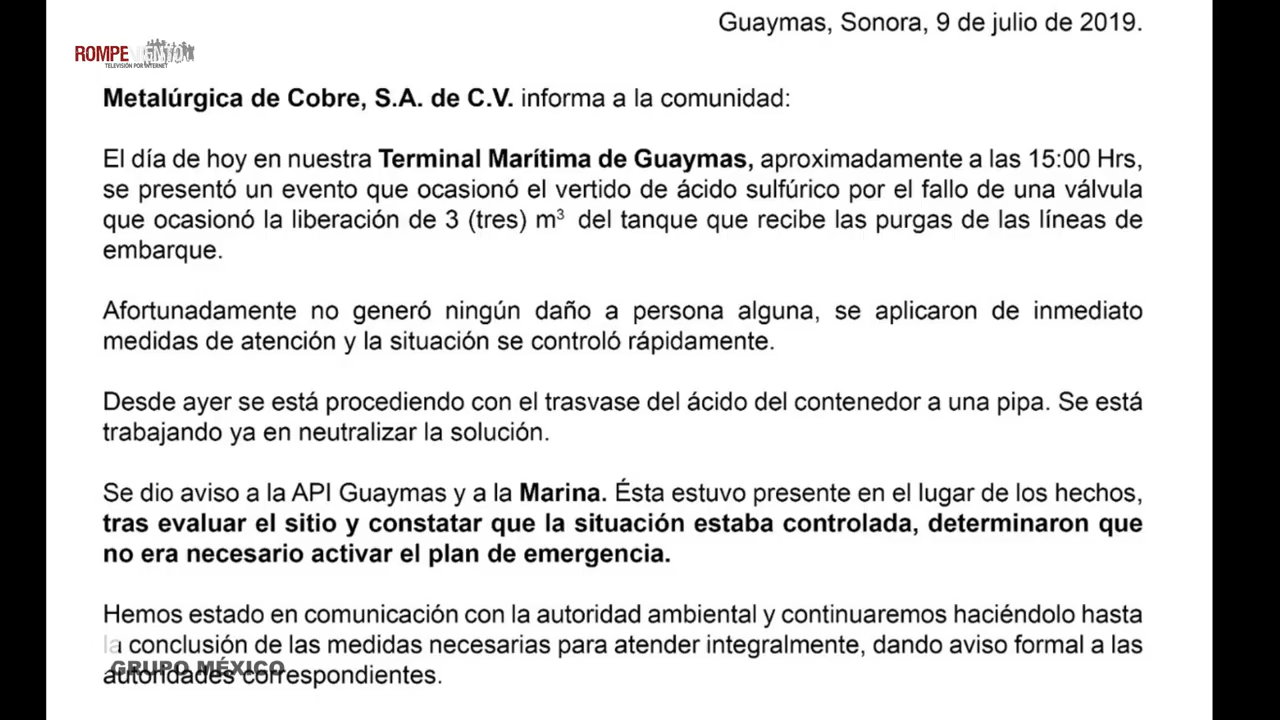 Guaymas, Sonora, 9 de julio de 2019.
ROMPEVIENTO
TELEVISIÓN POR INTERNET
Metalúrgica de Cobre, S.A. de C.V. informa a la comunidad:
El día de hoy en nuestra Terminal Marítima de Guaymas, aproximadamente a las 15:00 Hrs,
se presentó un evento que ocasionó el vertido de ácido sulfúrico por el fallo de una válvula
que ocasionó la liberación de 3 (tres) m³ del tanque que recibe las purgas de las líneas de
embarque.
Afortunadamente no generó ningún daño a persona alguna, se aplicaron de inmediato
medidas de atención y la situación se controló rápidamente.
Desde ayer se está procediendo con el trasvase del ácido del contenedor a una pipa. Se está
trabajando ya en neutralizar la solución.
Se dio aviso a la API Guaymas y a la Marina. Ésta estuvo presente en el lugar de los hechos,
tras evaluar el sitio y constatar que la situación estaba controlada, determinaron que
no era necesario activar el plan de emergencia.
Hemos estado en comunicación con la autoridad ambiental y continuaremos haciéndolo hasta
la conclusión de las medidas necesarias para atender integralmente, dando aviso formal a las
GRUPO MÉXICO
autoridades correspondientes.